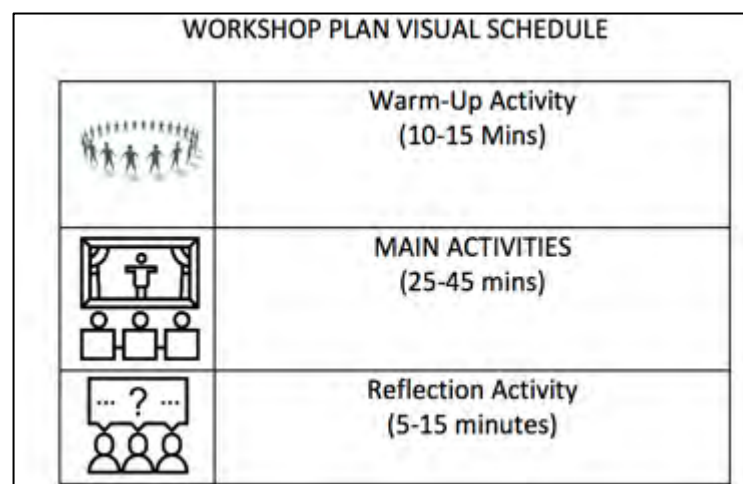 WORKSHOP PLAN VISUAL SCHEDULE
Warm-Up Activity
(10-15 Mins)
MAIN ACTIVITIES
(25-45 mins)
... ? ...
Reflection Activity
(5-15 minutes)